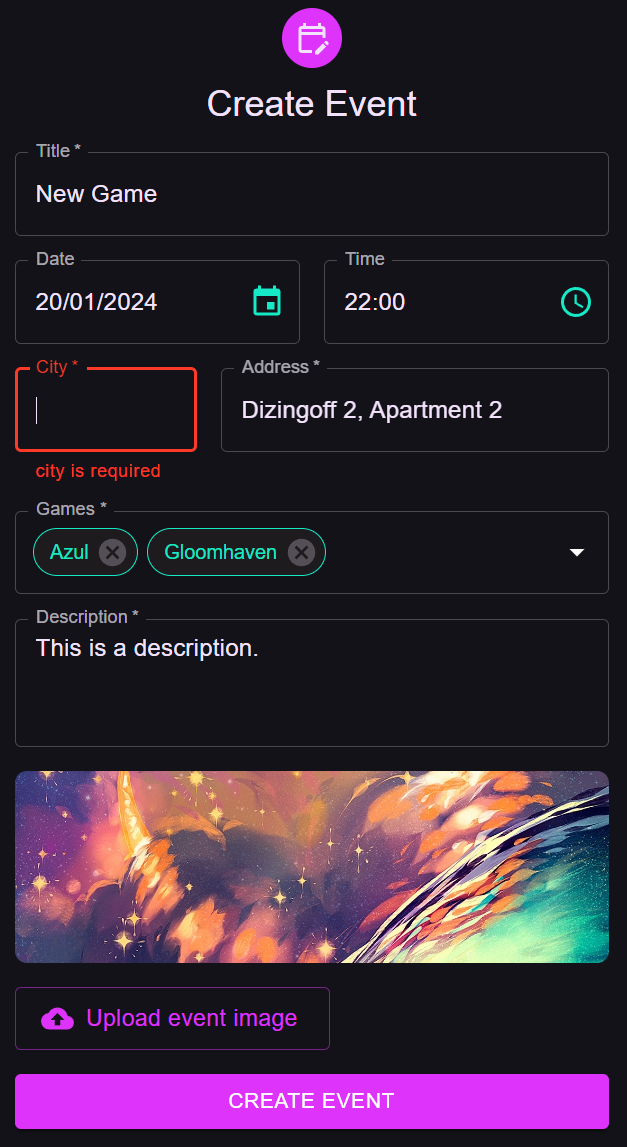 Create Event
Title *
New Game
Date
20/01/2024
Time
22:00
City *
Address *
Dizingoff 2, Apartment 2
city is required
Games *
Azul
Gloomhaven
Description *
This is a description.
Upload event image
CREATE EVENT